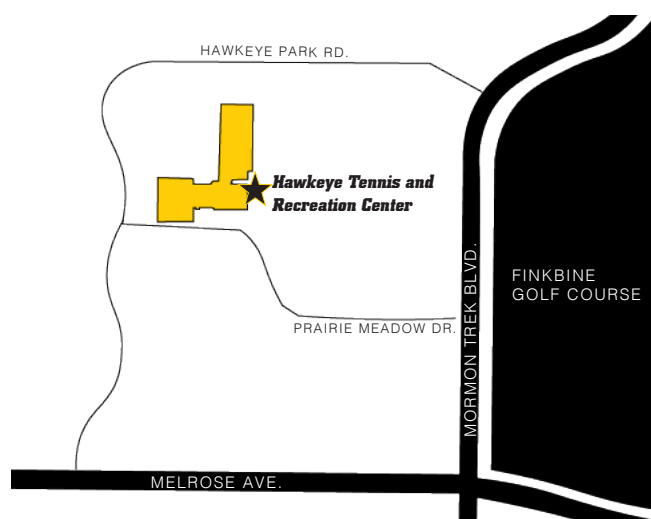 HAWKEYE PARK RD.
Hawkeye Tennis and
Recreation Center
MORMON TREK BLVD.
FINKBINE
GOLF COURSE
PRAIRIE MEADOW DR.
MELROSE AVE.